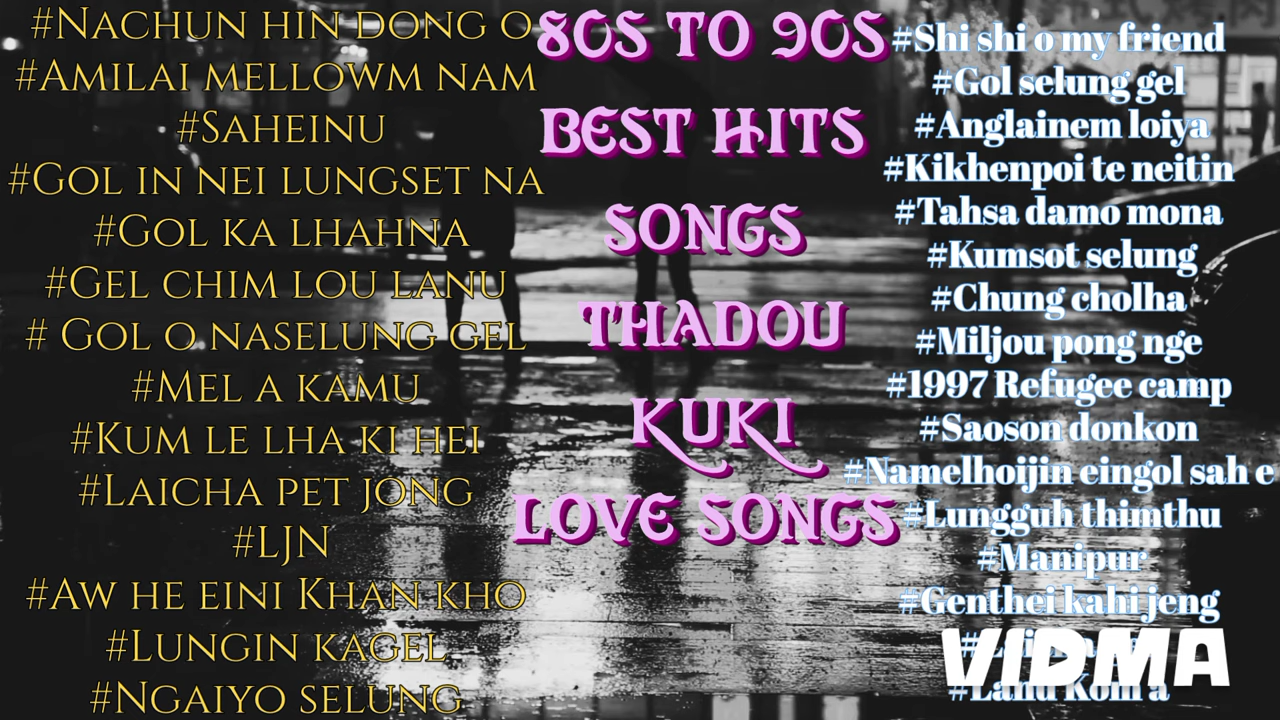 #Nachun hin dong o
#Amilai mellowm nam
#Saheinu
#Gol in nei lungset na
#Gol ka lhahna
#Gel chim lou lanu
# Gol o naselung gel
#Mel a kamu
#Kum le lha ki hei
#Laicha pet jong
#LJN
#Aw he eini Khan kho
#Lungin kagel
#Ngaiyo selung
80s to 90s
Best hits
songs
Thadou
Kuki
Love songs
#Shi shi o my friend
#Gol selung gel
#Anglainem loiya
#Kikhenpoi te neitin
#Tahsa damo mona
#Kumsot selung
#Chung cholha
#Miljou pong nge
#1997 Refugee camp
#Saoson donkon
#Namelhoijin eingol sah e
#Lungguh thimthu
#Manipur
#Genthei kahi jeng
VIDMA
#Lanu Kom a